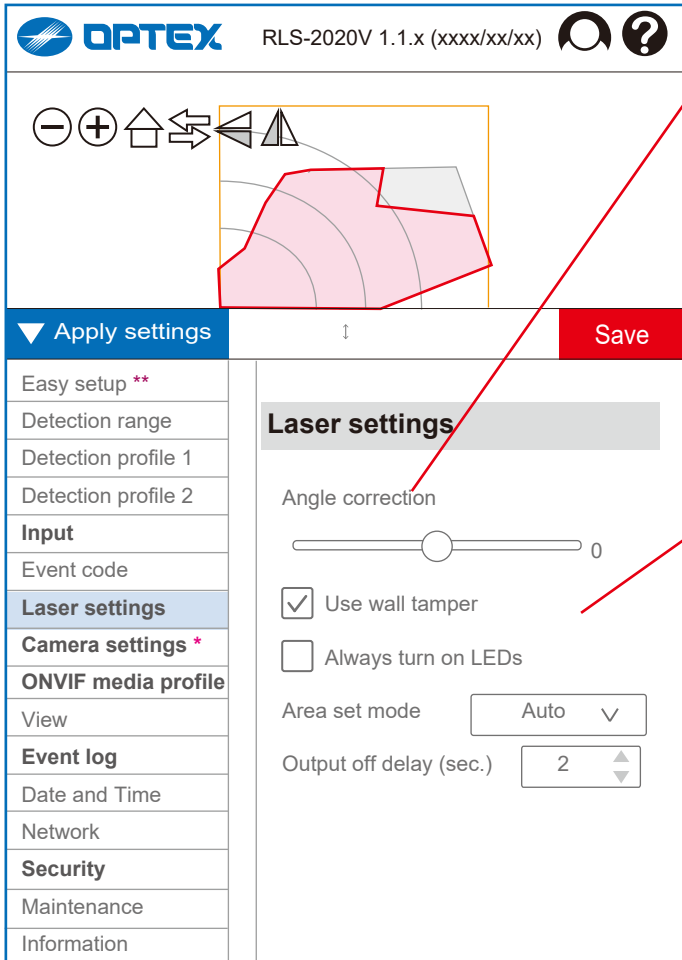 OPTEX RLS-2020V 1.1.x (xxxx/xx/xx) ?
Apply settings
Save
Easy setup **
Detection range
Detection profile 1
Detection profile 2
Input
Event code
Laser settings
Camera settings *
ONVIF media profile
View
Event log
Date and Time
Network
Security
Maintenance
Information
Laser settings
Angle correction
0
Use wall tamper
Always turn on LEDs
Area set mode Auto
Output off delay (sec.) 2